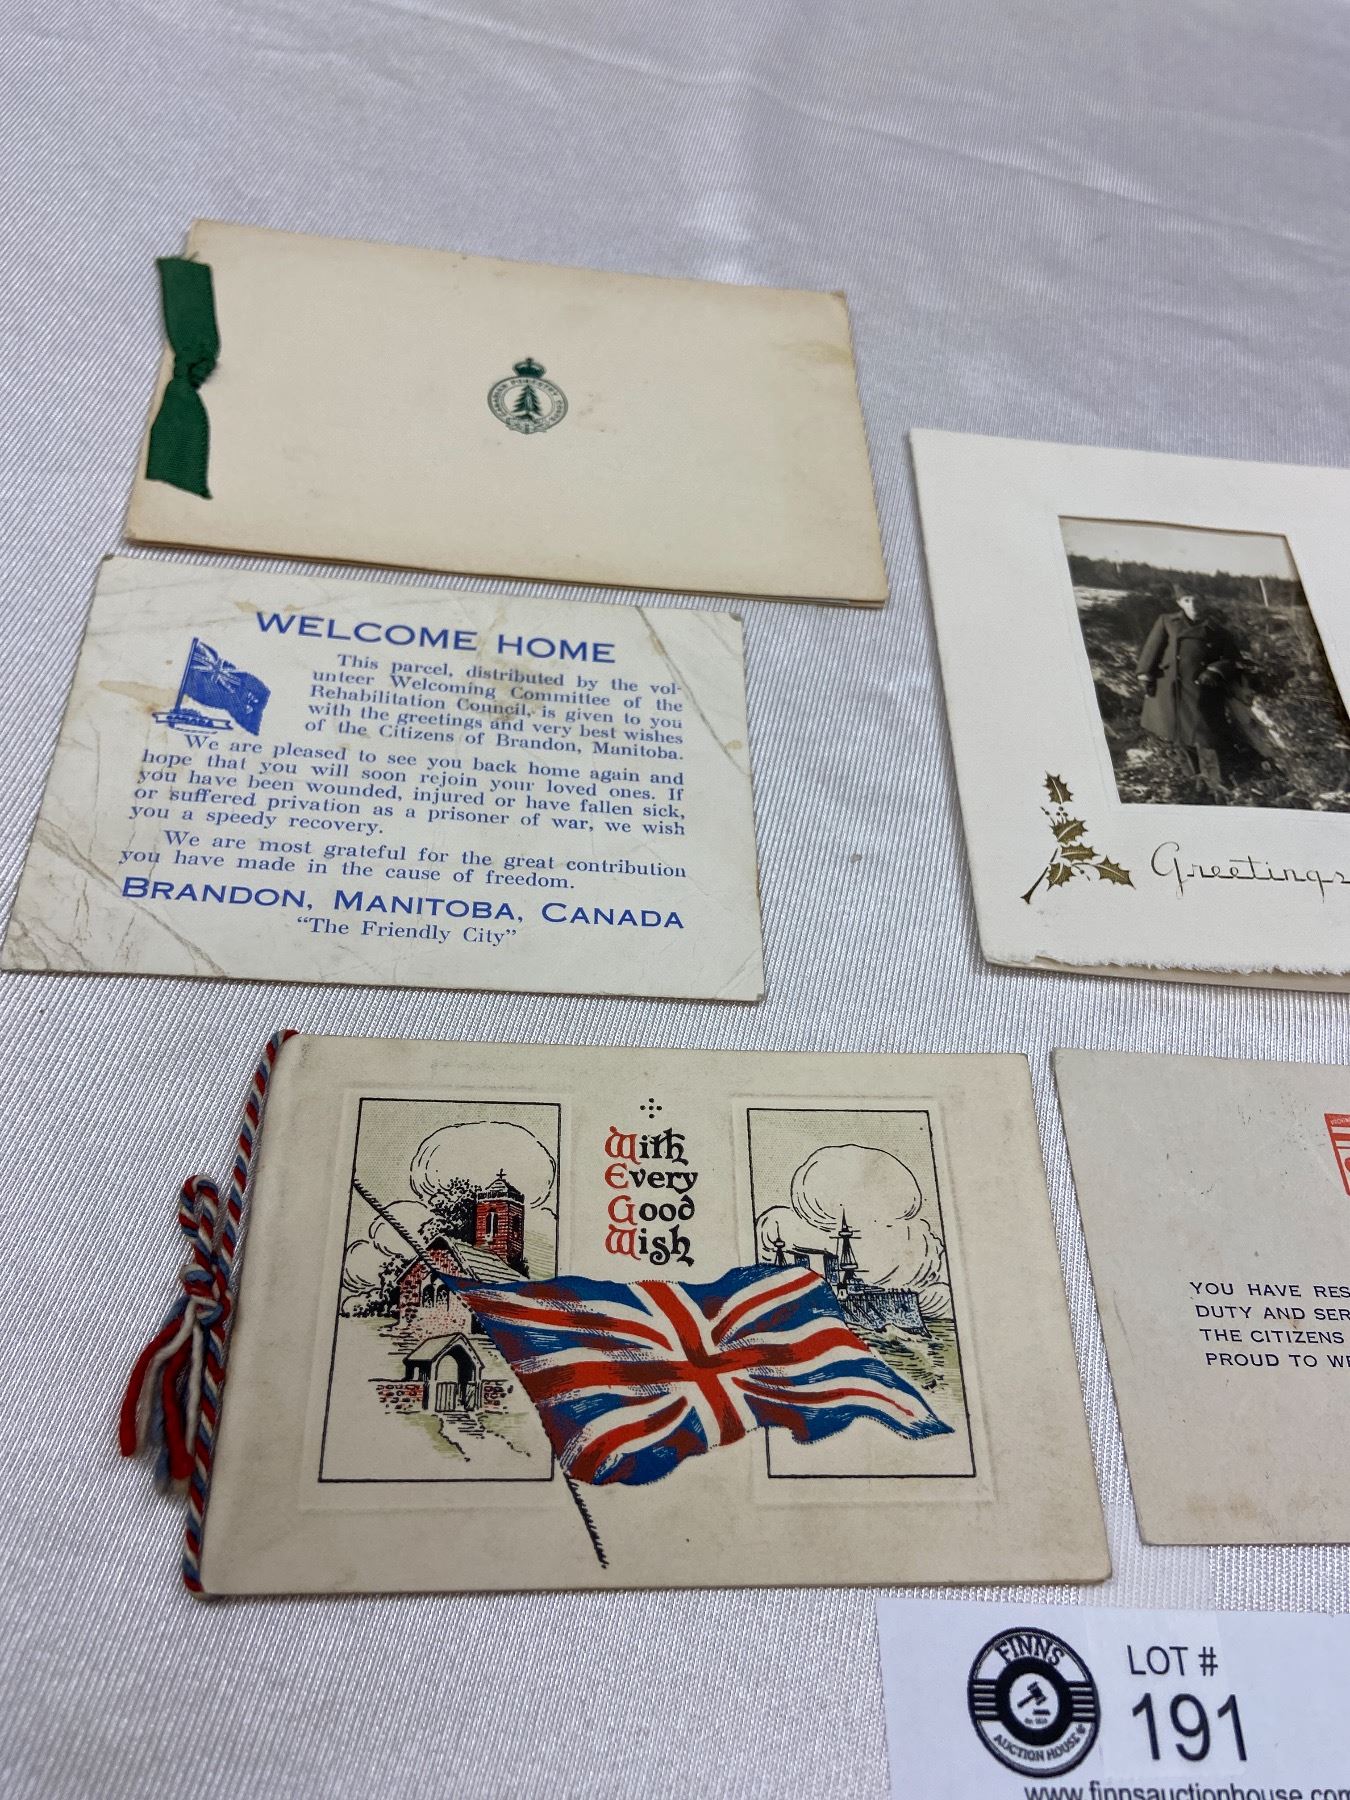 CANADIAN FORESTRY CORPS
WELCOME HOME
This parcel, distributed by the vol-
unteer Welcoming Committee of the
Rehabilitation Council, is given to you
with the greetings and very best wishes
of the Citizens of Brandon, Manitoba.
We are pleased to see you back home again and
hope that you will soon rejoin your loved ones. If
you have been wounded, injured or have fallen sick,
or suffered privation as a prisoner of war, we wish
you a speedy recovery.
We are most grateful for the great contribution
you have made in the cause of freedom.
BRANDON, MANITOBA, CANADA
"The Friendly City"
CANADA
Greetings
With
Every
Good
Wish
YOU HAVE RES
DUTY AND SER
THE CITIZENS
PROUD TO WE
FINNS
AUCTION HOUSE
LOT #
191
www.finnsauctionhouse.com